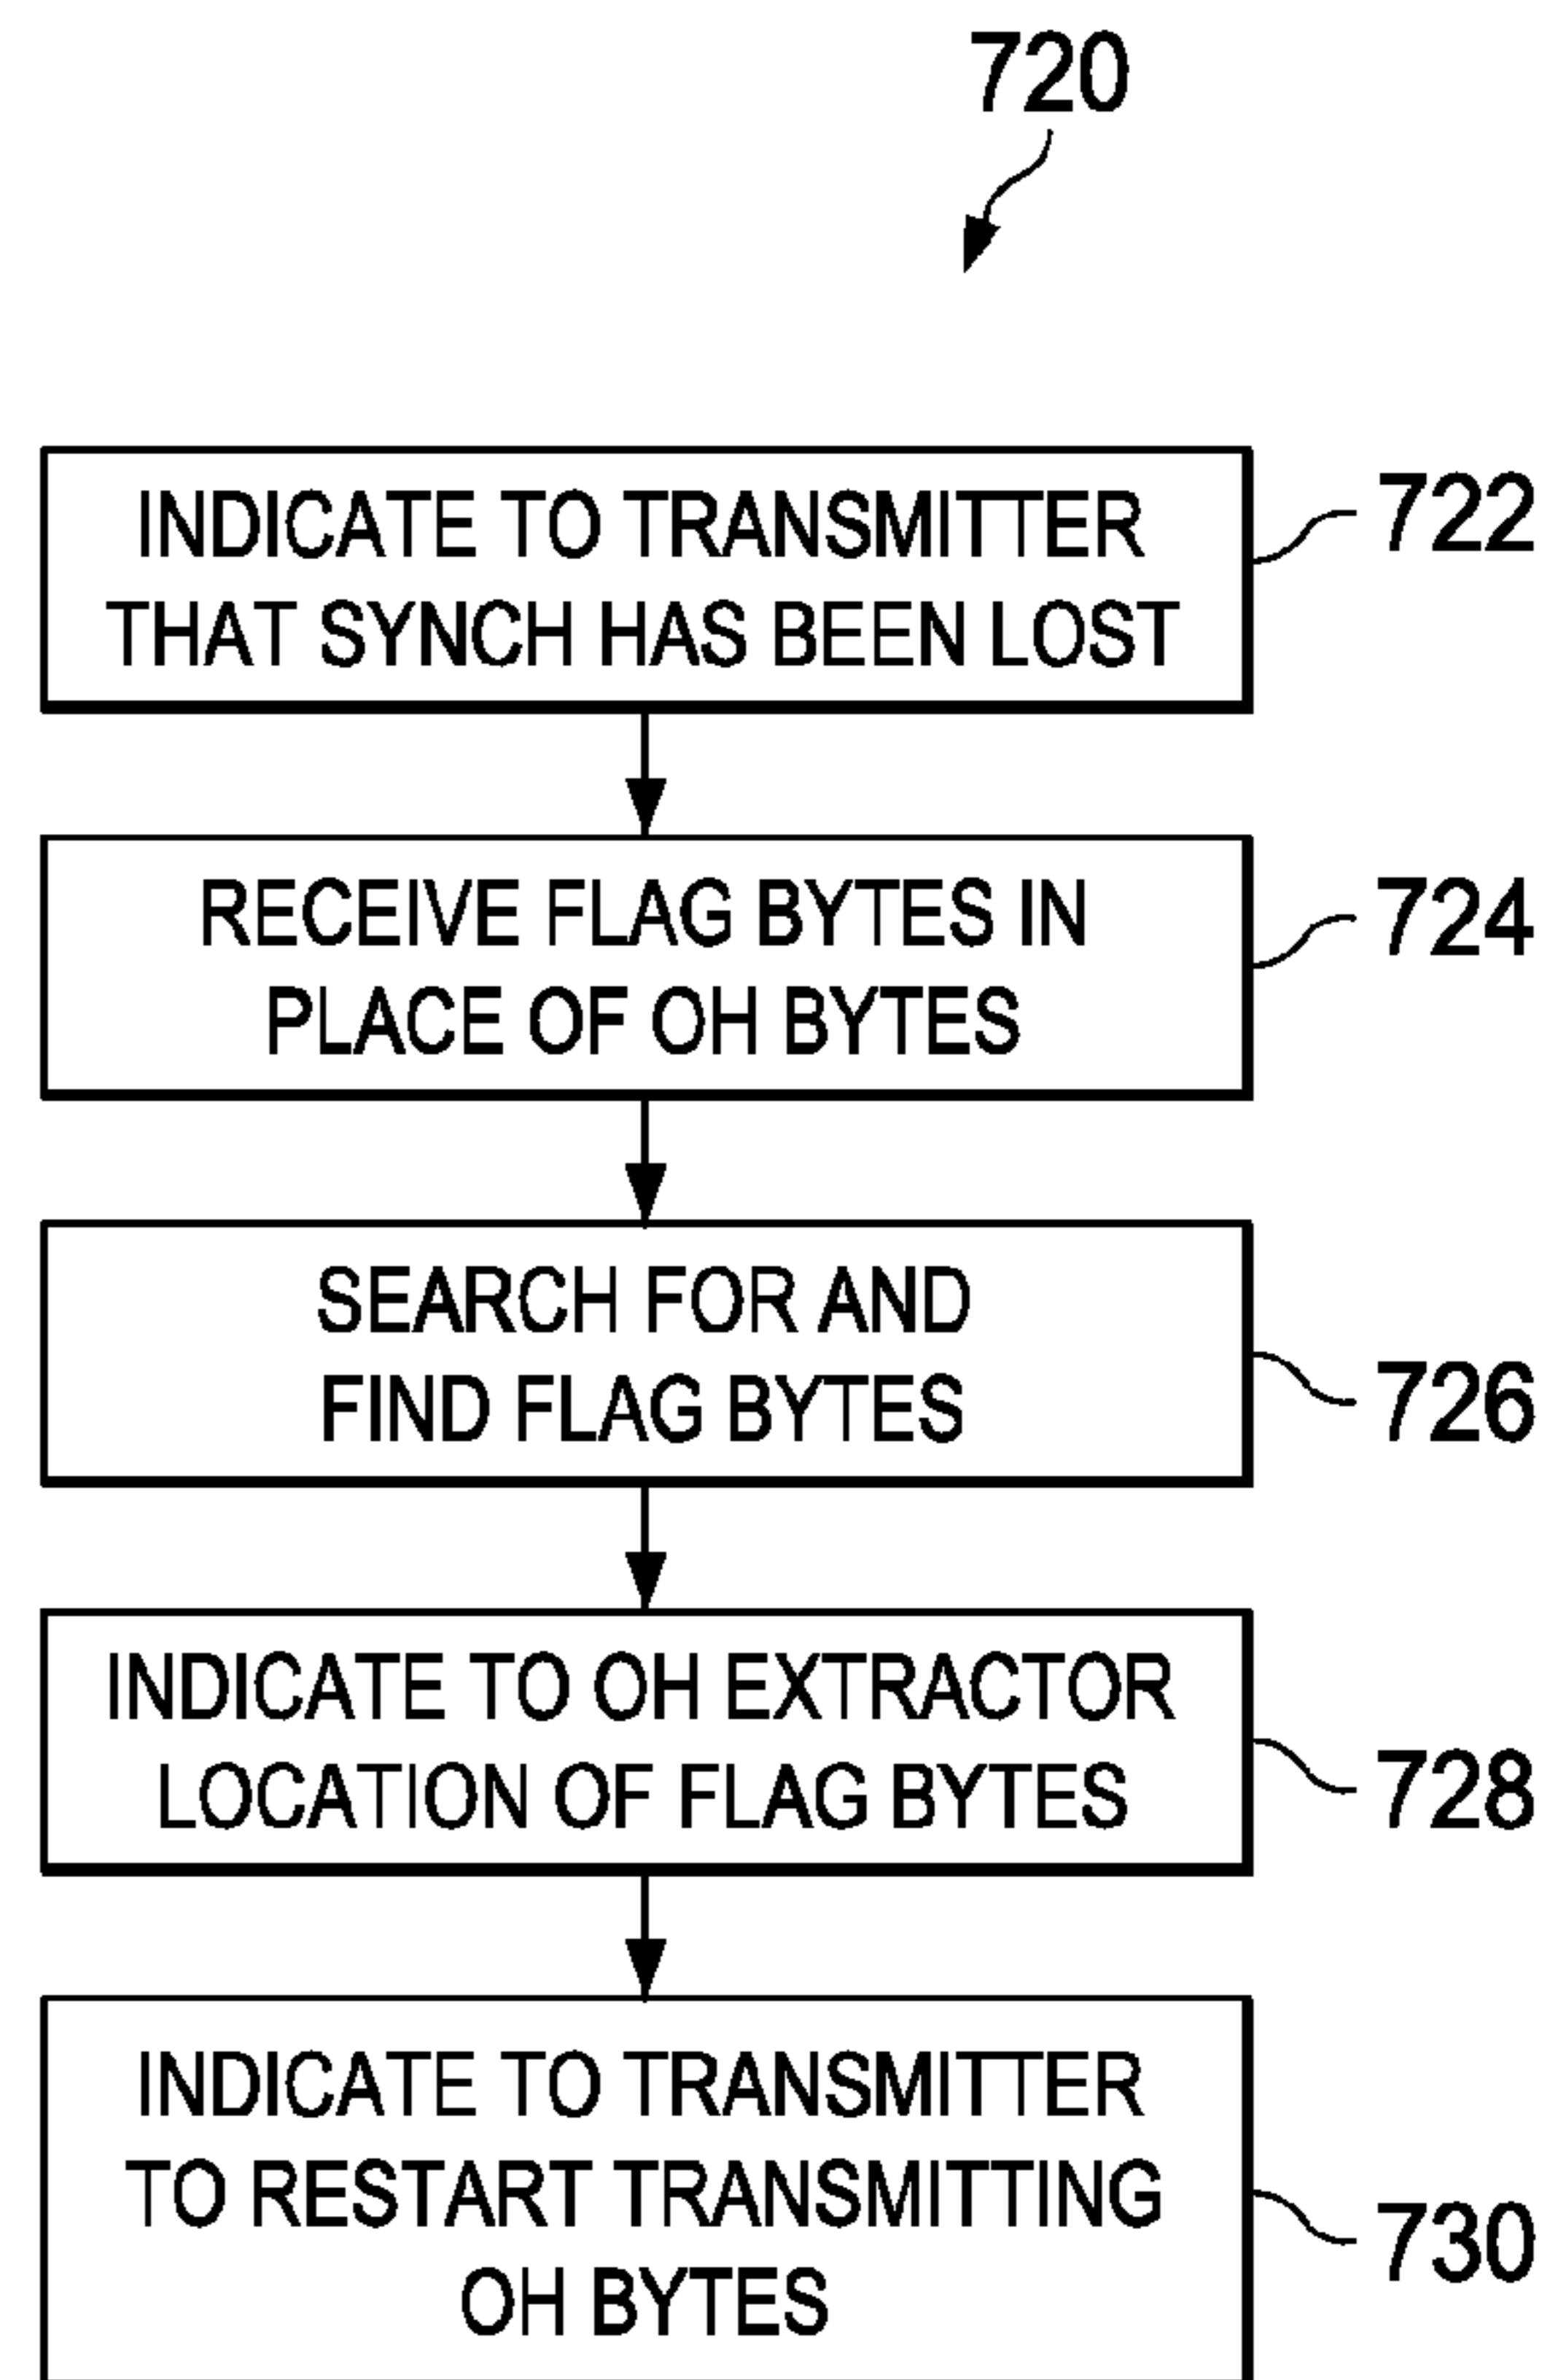 720
INDICATE TO TRANSMITTER
THAT SYNCH HAS BEEN LOST
722
RECEIVE FLAG BYTES IN
PLACE OF OH BYTES
724
SEARCH FOR AND
FIND FLAG BYTES
726
INDICATE TO OH EXTRACTOR
LOCATION OF FLAG BYTES
728
INDICATE TO TRANSMITTER
TO RESTART TRANSMITTING
OH BYTES
730